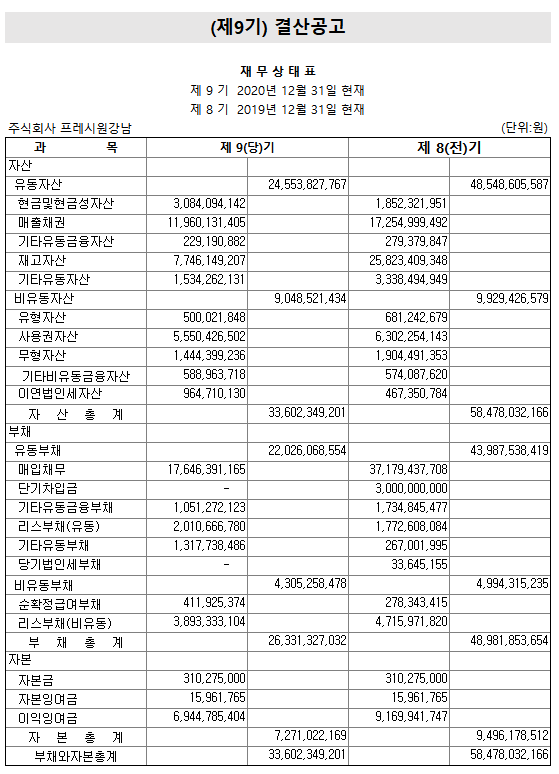 (제9기) 결산공고
재 무 상 태 표
제 9 기 2020년 12월 31일 현재
제 8 기 2019년 12월 31일 현재
주식회사 프레시원강남 (단위:원)
과 목 제 9(당)기 제 8(전)기
자산
유동자산 24,553,827,767 48,548,605,587
현금및현금성자산 3,084,094,142 1,852,321,951
매출채권 11,960,131,405 17,254,999,492
기타유동금융자산 229,190,882 279,379,847
재고자산 7,746,149,207 25,823,409,348
기타유동자산 1,534,262,131 3,338,494,949
비유동자산 9,048,521,434 9,929,426,579
유형자산 500,021,848 681,242,679
사용권자산 5,550,426,502 6,302,254,143
무형자산 1,444,399,236 1,904,491,353
기타비유동금융자산 588,963,718 574,087,620
이연법인세자산 964,710,130 467,350,784
자 산 총 계 33,602,349,201 58,478,032,166
부채
유동부채 22,026,068,554 43,987,538,419
매입채무 17,646,391,165 37,179,437,708
단기차입금 - 3,000,000,000
기타유동금융부채 1,051,272,123 1,734,845,477
리스부채(유동) 2,010,666,780 1,772,608,084
기타유동부채 1,317,738,486 267,001,995
당기법인세부채 - 33,645,155
비유동부채 4,305,258,478 4,994,315,235
순확정급여부채 411,925,374 278,343,415
리스부채(비유동) 3,893,333,104 4,715,971,820
부 채 총 계 26,331,327,032 48,981,853,654
자본
자본금 310,275,000 310,275,000
자본잉여금 15,961,765 15,961,765
이익잉여금 6,944,785,404 9,169,941,747
자 본 총 계 7,271,022,169 9,496,178,512
부채와자본총계 33,602,349,201 58,478,032,166